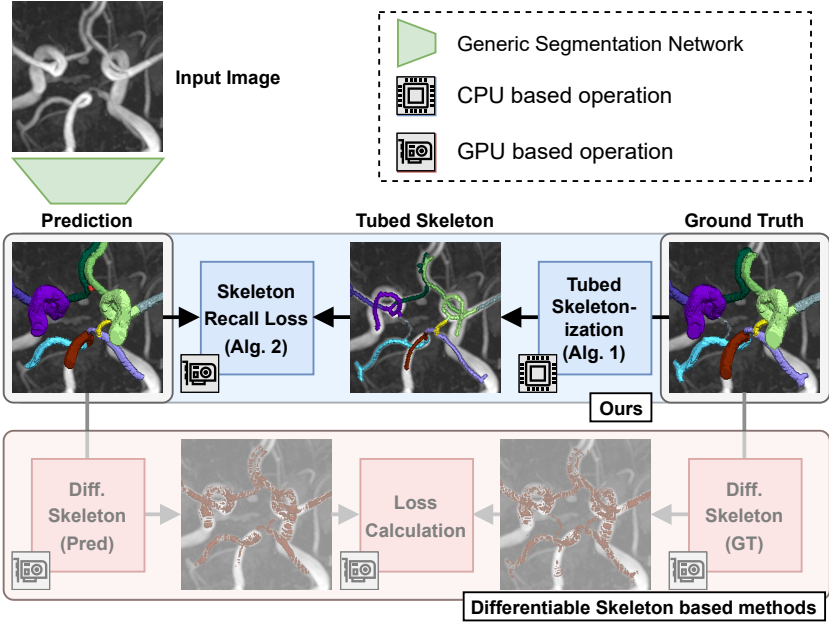 Input Image
Generic Segmentation Network
CPU based operation
GPU based operation
Prediction
Tubed Skeleton
Ground Truth
Skeleton
Recall Loss
(Alg. 2)
Tubed
Skeleton-
ization
(Alg. 1)
Ours
Diff.
Skeleton
(Pred)
Loss
Calculation
Diff.
Skeleton
(GT)
Differentiable Skeleton based methods